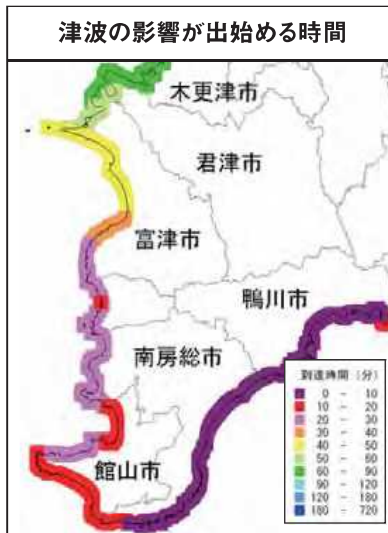 津波の影響が出始める時間
木更津市
君津市
富津市
鴨川市
南房総市
館山市
到達時間（分）
0 － 10
10 － 20
20 － 30
30 － 40
40 － 50
50 － 60
60 － 90
90 － 120
120 － 180
180 － 720